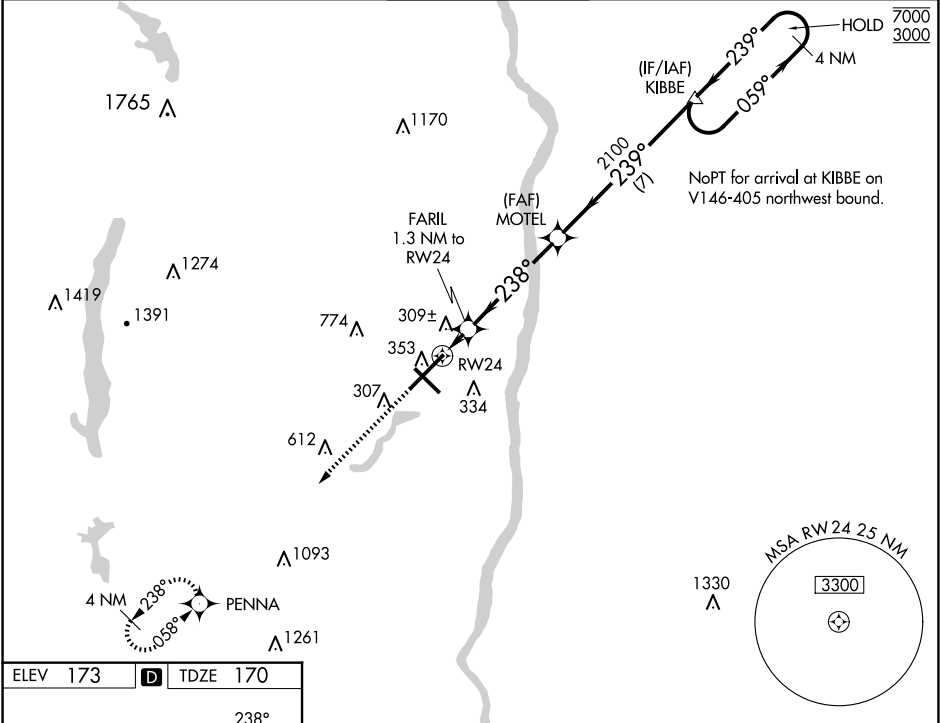 HOLD
7000
3000
4 NM
239°
059°
(IF/IAF)
KIBBE
1765
1170
2100
239°
(7)
NoPT for arrival at KIBBE on
V146-405 northwest bound.
(FAF)
MOTEL
FARIL
1.3 NM to
RW24
238°
1274
1419
1391
774
309±
353
RW24
307
334
612
1093
MSA RW24 25 NM
3300
1330
4 NM
238°
058°
PENNA
1261
ELEV 173 D TDZE 170
238°